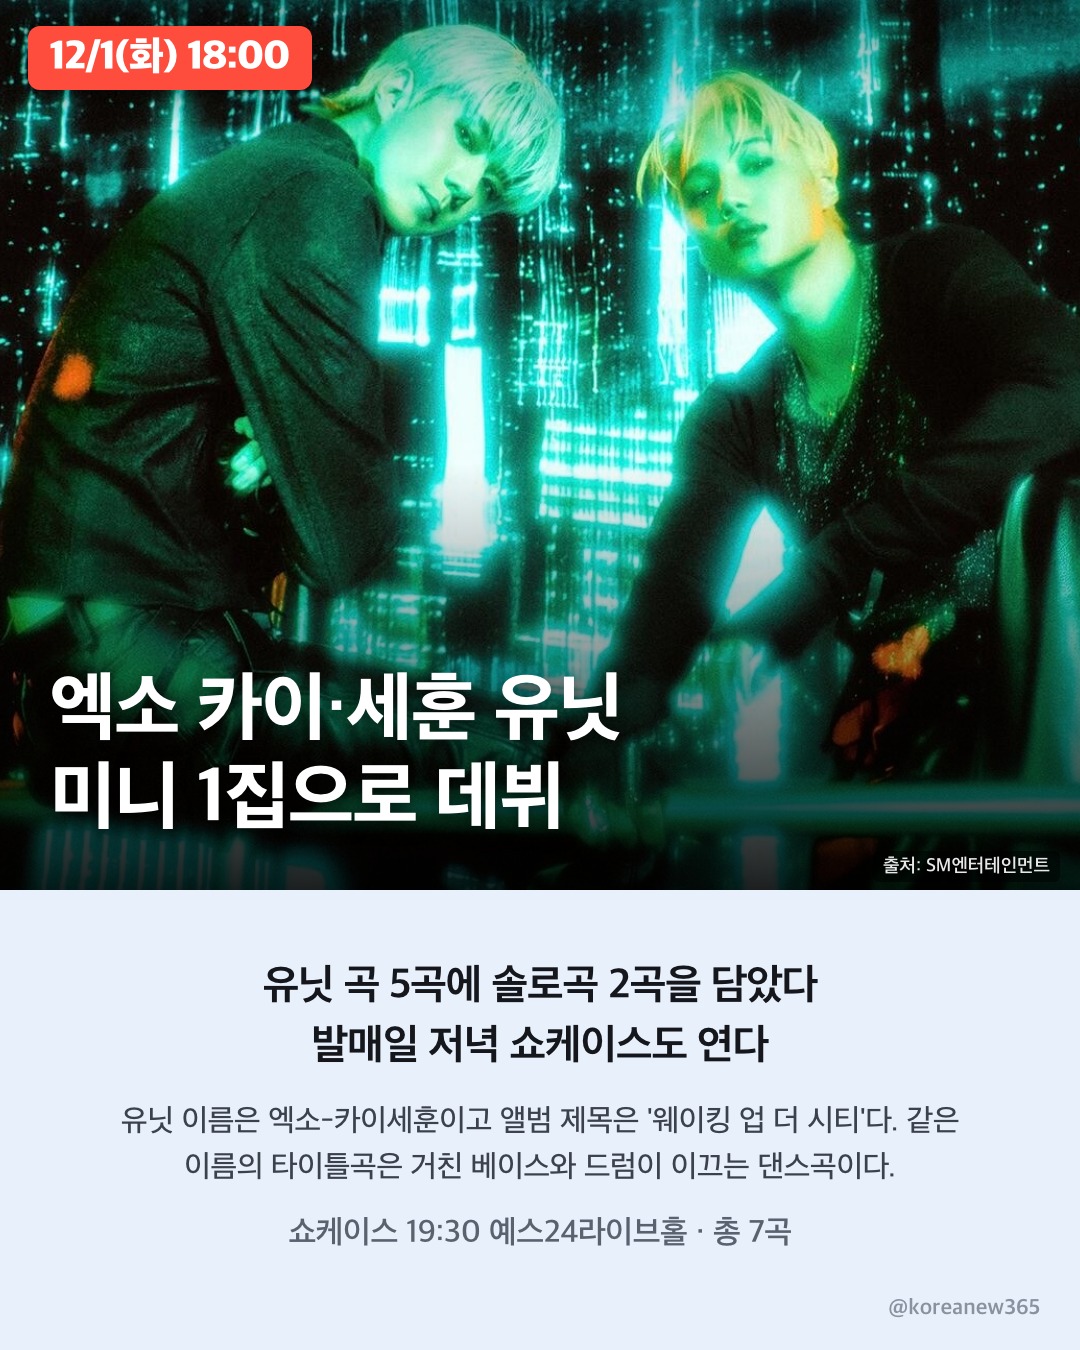 12/1(화) 18:00
엑소 카이·세훈 유닛
미니 1집으로 데뷔
출처: SM엔터테인먼트
유닛 곡 5곡에 솔로곡 2곡을 담았다
발매일 저녁 쇼케이스도 연다
유닛 이름은 엑소-카이세훈이고 앨범 제목은 '웨이킹 업 더 시티'다. 같은
이름의 타이틀곡은 거친 베이스와 드럼이 이끄는 댄스곡이다.
쇼케이스 19:30 예스24라이브홀 · 총 7곡
@koreanew365